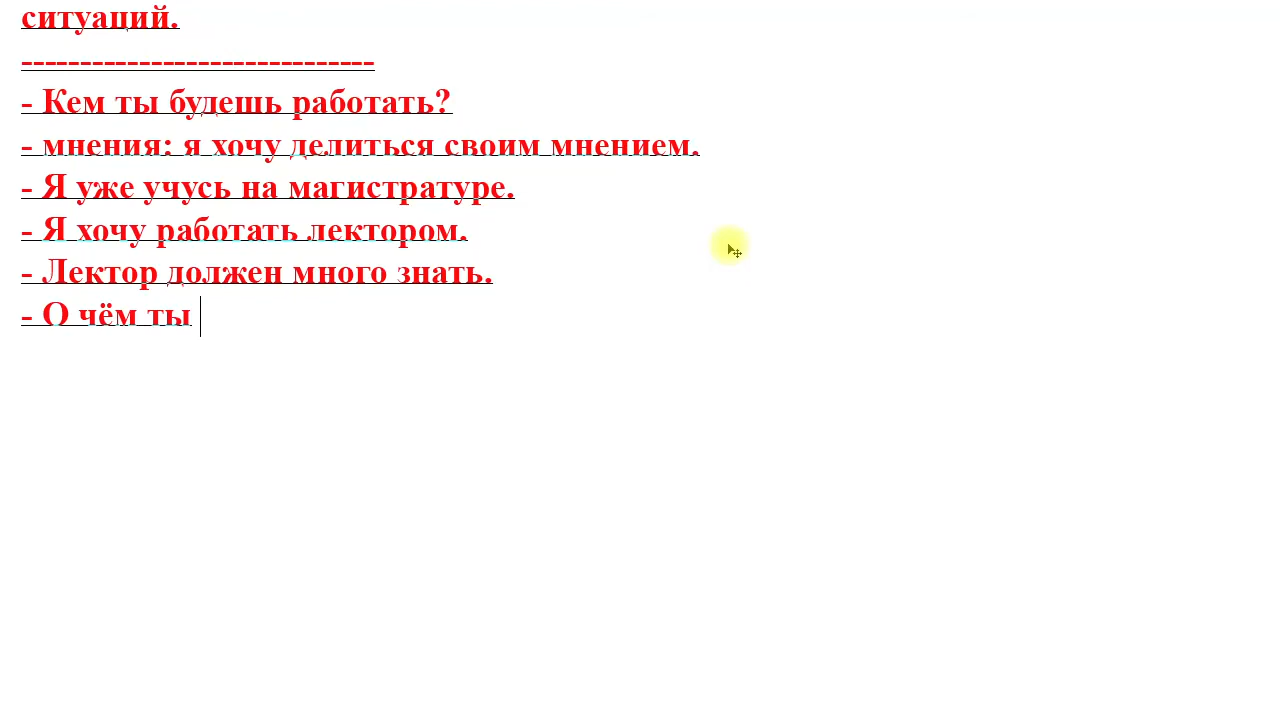 ситуаций.
------------------------------
- Кем ты будешь работать?
- мнения: я хочу делиться своим мнением.
- Я уже учусь на магистратуре.
- Я хочу работать лектором.
- Лектор должен много знать.
- О чём ты